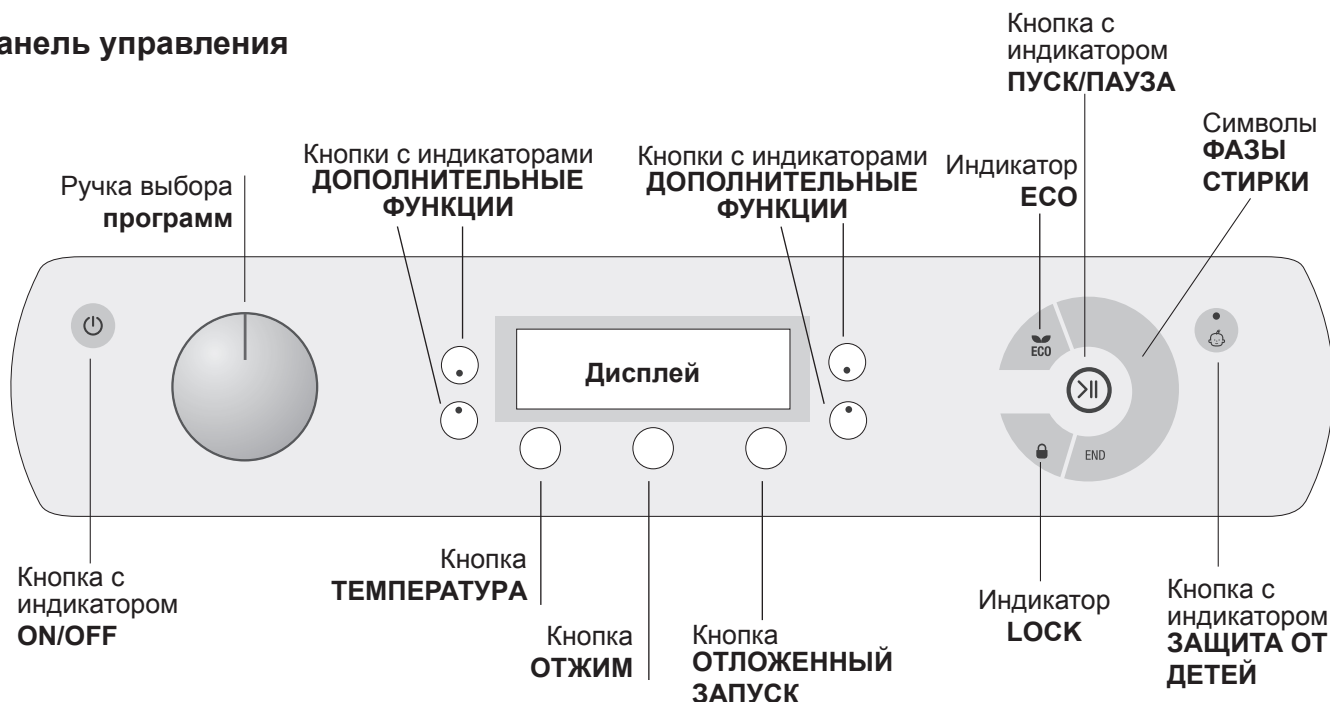 анель управления
Кнопка с
индикатором
ПУСК/ПАУЗА
Символы
ФАЗЫ
СТИРКИ
Кнопки с индикаторами
ДОПОЛНИТЕЛЬНЫЕ
ФУНКЦИИ
Кнопки с индикаторами
ДОПОЛНИТЕЛЬНЫЕ
ФУНКЦИИ
Индикатор
ECO
Ручка выбора
программ
Дисплей
ECO
END
Кнопка с
индикатором
ON/OFF
Кнопка
ТЕМПЕРАТУРА
Кнопка
ОТЖИМ
Кнопка
ОТЛОЖЕННЫЙ
ЗАПУСК
Индикатор
LOCK
Кнопка с
индикатором
ЗАЩИТА ОТ
ДЕТЕЙ